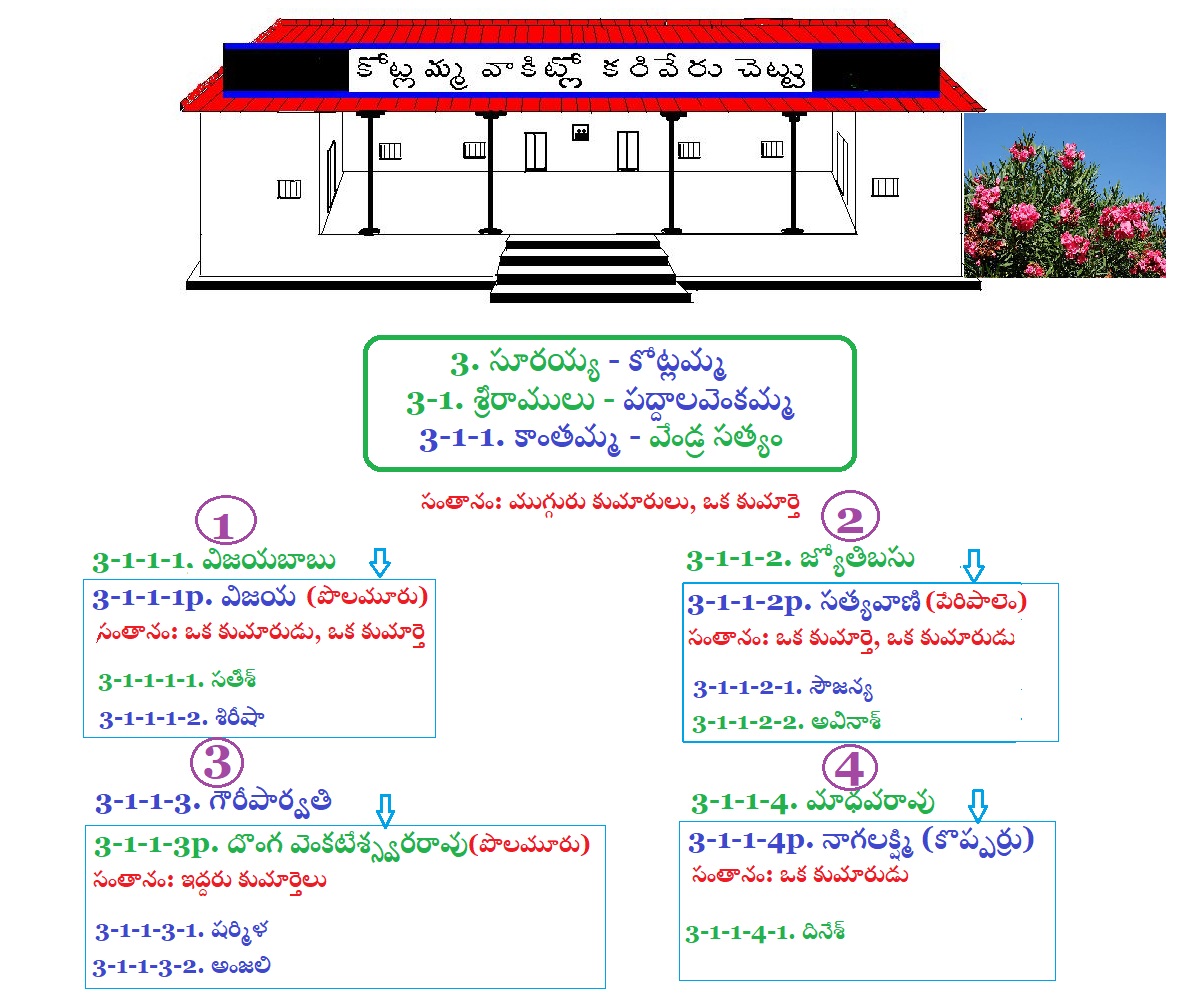 కోట్లమ్మ వాకిట్లో కరివేరు చెట్టు
3. సూరయ్య - కోట్లమ్మ
3-1. శ్రీరాములు - పద్దాలవెంకమ్మ
3-1-1. కాంతమ్మ - వేండ్ర సత్యం
సంతానం: ముగ్గురు కుమారులు, ఒక కుమార్తె
1
3-1-1-1. విజయబాబు
3-1-1-1p. విజయ (పొలమూరు)
సంతానం: ఒక కుమారుడు, ఒక కుమార్తె
3-1-1-1-1. సతీశ్
3-1-1-1-2. శిరీషా
2
3-1-1-2. జ్యోతిబసు
3-1-1-2p. సత్యవాణి (పేరిపాలెం)
సంతానం: ఒక కుమార్తె, ఒక కుమారుడు
3-1-1-2-1. సౌజన్య
3-1-1-2-2. అవినాశ్
3
3-1-1-3. గౌరీపార్వతి
3-1-1-3p. దొంగ వెంకటేశ్స్వరరావు(పొలమూరు)
సంతానం: ఇద్దరు కుమార్తెలు
3-1-1-3-1. షర్మిళ
3-1-1-3-2. అంజలి
4
3-1-1-4. మాధవరావు
3-1-1-4p. నాగలక్ష్మి (కొప్పర్రు)
సంతానం: ఒక కుమారుడు
3-1-1-4-1. దినేశ్